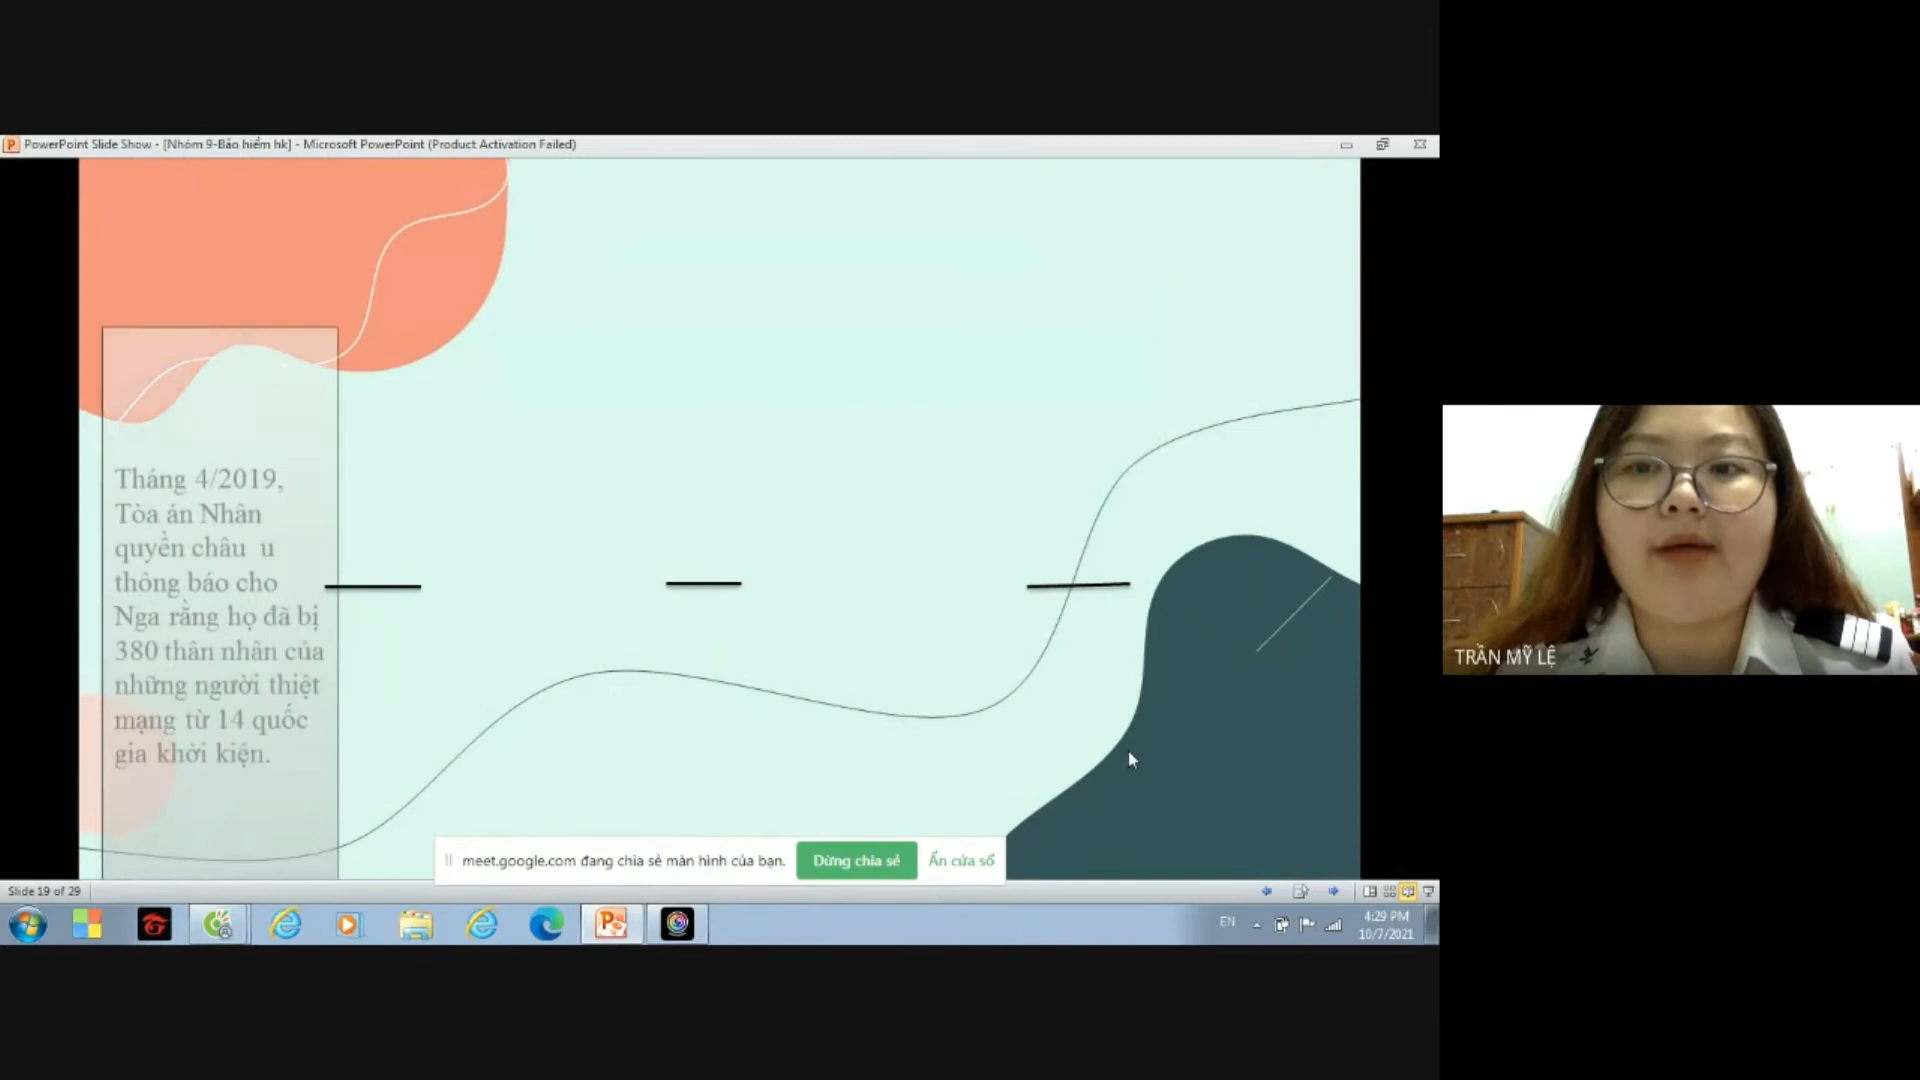 PowerPoint Slide Show - [Nhóm 9-Bảo hiểm hk] - Microsoft PowerPoint (Product Activation Failed)
Tháng 4/2019,
Tòa án Nhân
quyền châu u
thông báo cho
Nga rằng họ đã bị
380 thân nhân của
những người thiệt
mạng từ 14 quốc
gia khởi kiện.
TRẦN MỸ LỆ
meet.google.com đang chia sẻ màn hình của bạn.
Dừng chia sẻ
Ẩn cửa sổ
Slide 19 of 29
EN
4:29 PM
10/7/2021